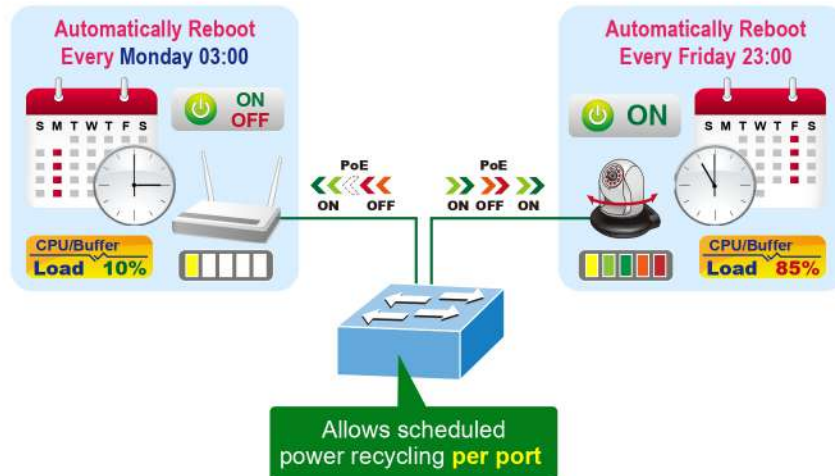 Automatically Reboot
Every Monday 03:00
S M T W T F S
ON
OFF
PoE
ON OFF
CPU/Buffer
Load 10%
Automatically Reboot
Every Friday 23:00
ON
S M T W T F S
PoE
ON OFF ON
CPU/Buffer
Load 85%
Allows scheduled
power recycling per port